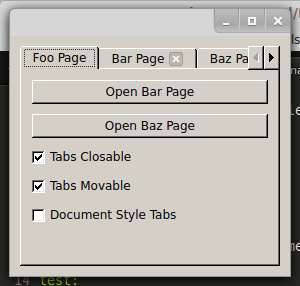 Foo Page Bar Page Baz Pa
Open Bar Page
Open Baz Page
Tabs Closable
Tabs Movable
Document Style Tabs
14 test: